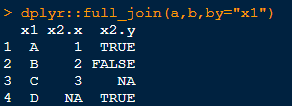 > dplyr::full_join(a,b,by="x1")
x1 x2.x x2.y
1 A 1 TRUE
2 B 2 FALSE
3 C 3 NA
4 D NA TRUE